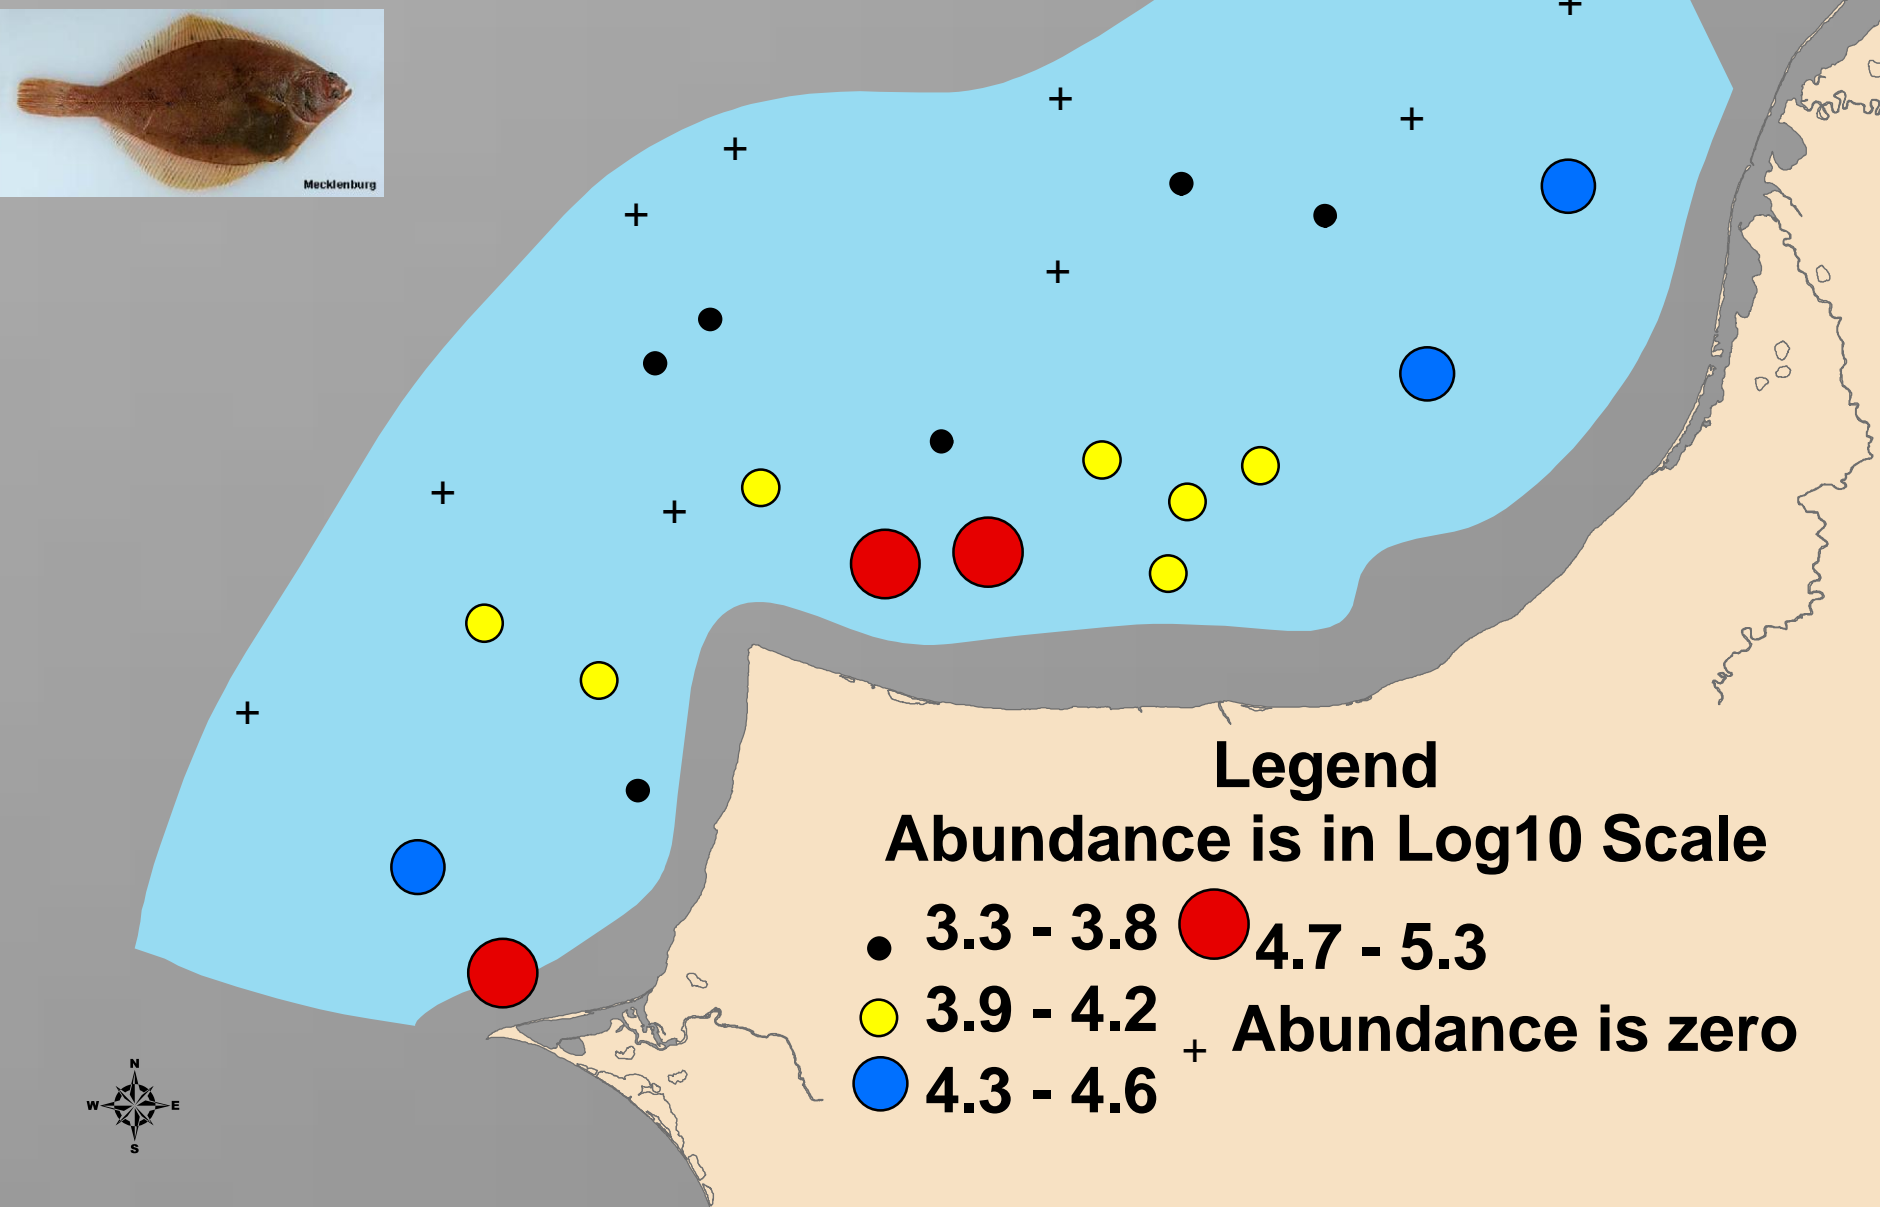 Mecklenburg
Legend
Abundance is in Log10 Scale
3.3 - 3.8
4.7 - 5.3
3.9 - 4.2
Abundance is zero
4.3 - 4.6
N
W E
S